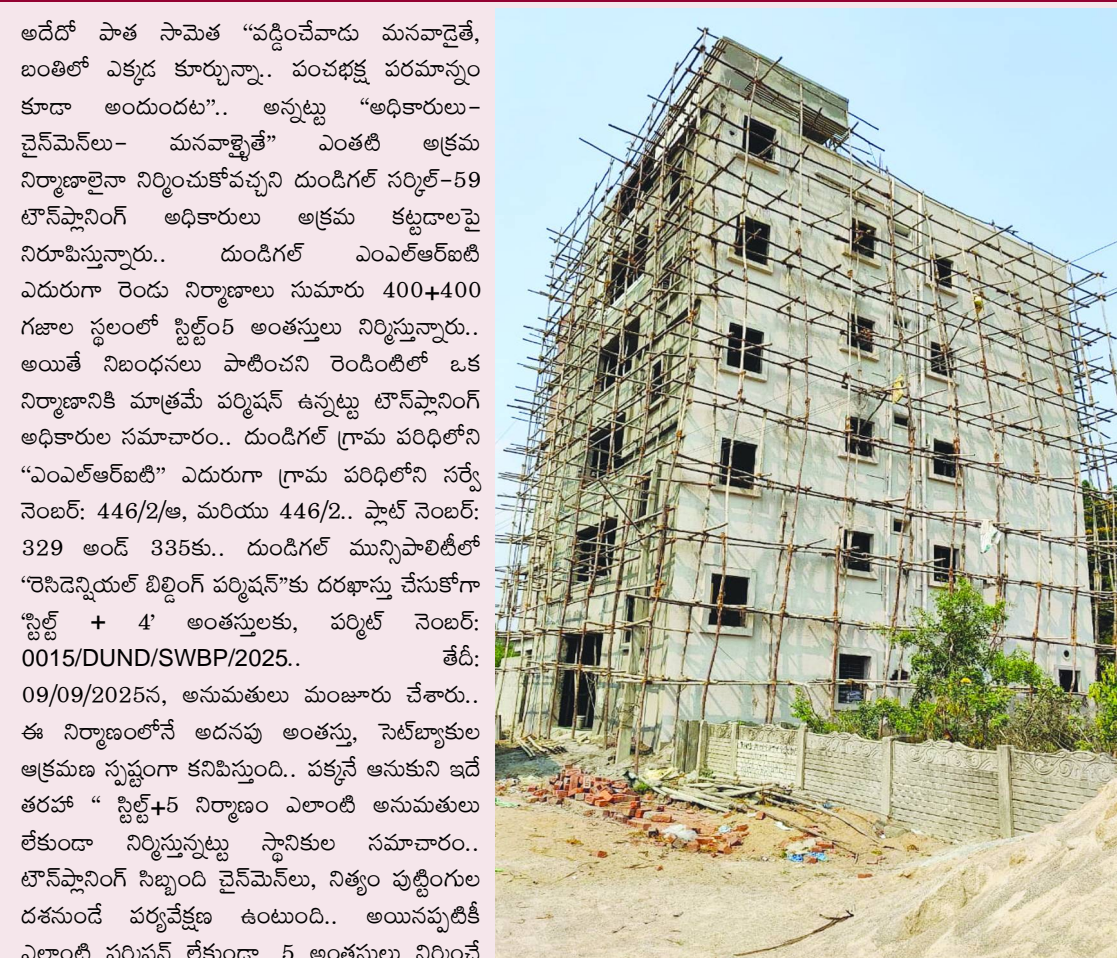 అదేదో పాత సామెత “వడ్డించేవాడు మనవాడైతే,
బంతిలో ఎక్కడ కూర్చున్నా.. పంచభక్ష పరమాన్నం
కూడా అందుందట”.. అన్నట్టు “అధికారులు-
చైన్‌మెన్‌లు- మనవాళ్ళైతే” ఎంతటి అక్రమ
నిర్మాణాలైనా నిర్మించుకోవచ్చని దుండిగల్ సర్కిల్-59
టౌన్‌ప్లానింగ్ అధికారులు అక్రమ కట్టడాలపై
నిరూపిస్తున్నారు.. దుండిగల్ ఎంఎల్ఆర్ఐటి
ఎదురుగా రెండు నిర్మాణాలు సుమారు 400+400
గజాల స్థలంలో స్టిల్ట్ం5 అంతస్తులు నిర్మిస్తున్నారు..
అయితే నిబంధనలు పాటించని రెండింటిలో ఒక
నిర్మాణానికి మాత్రమే పర్మిషన్ ఉన్నట్టు టౌన్‌ప్లానింగ్
అధికారుల సమాచారం.. దుండిగల్ గ్రామ పరిధిలోని
“ఎంఎల్ఆర్ఐటి” ఎదురుగా గ్రామ పరిధిలోని సర్వే
నెంబర్: 446/2/ఆ, మరియు 446/2.. ప్లాట్ నెంబర్:
329 అండ్ 335కు.. దుండిగల్ మున్సిపాలిటీలో
“రెసిడెన్షియల్ బిల్డింగ్ పర్మిషన్”కు దరఖాస్తు చేసుకోగా
‘స్టిల్ట్ + 4’ అంతస్తులకు, పర్మిట్ నెంబర్:
0015/DUND/SWBP/2025.. తేదీ:
09/09/2025న, అనుమతులు మంజూరు చేశారు..
ఈ నిర్మాణంలోనే అదనపు అంతస్తు, సెట్‌బ్యాకుల
ఆక్రమణ స్పష్టంగా కనిపిస్తుంది.. పక్కనే ఆనుకుని ఇదే
తరహా “ స్టిల్ట్+5 నిర్మాణం ఎలాంటి అనుమతులు
లేకుండా నిర్మిస్తున్నట్టు స్థానికుల సమాచారం..
టౌన్‌ప్లానింగ్ సిబ్బంది చైన్‌మెన్‌లు, నిత్యం పుట్టింగుల
దశనుండే పర్యవేక్షణ ఉంటుంది.. అయినప్పటికీ
ఎలాంటి పర్మిషన్ లేకుండా 5 అంతస్తులు నిర్మించే